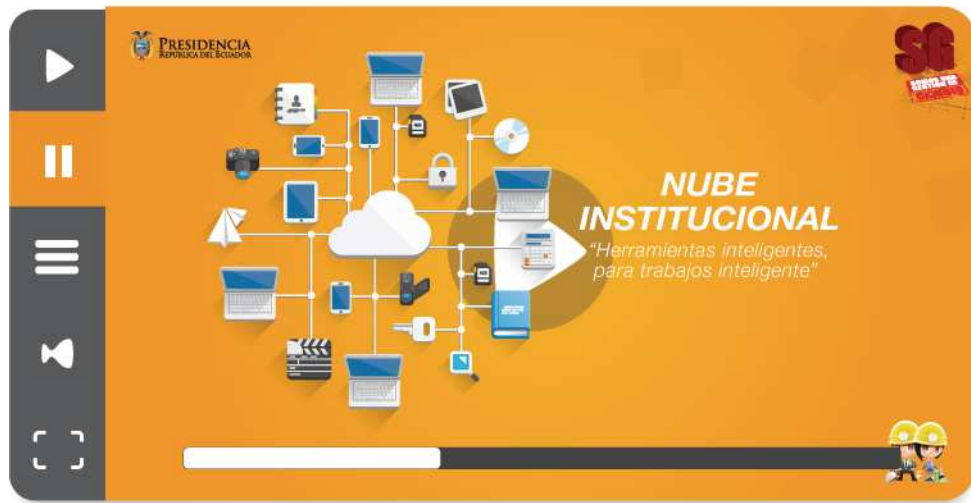 PRESIDENCIA
REPÚBLICA DEL ECUADOR
SG
NUBE
INSTITUCIONAL
“Herramientas inteligentes,
para trabajos inteligente”